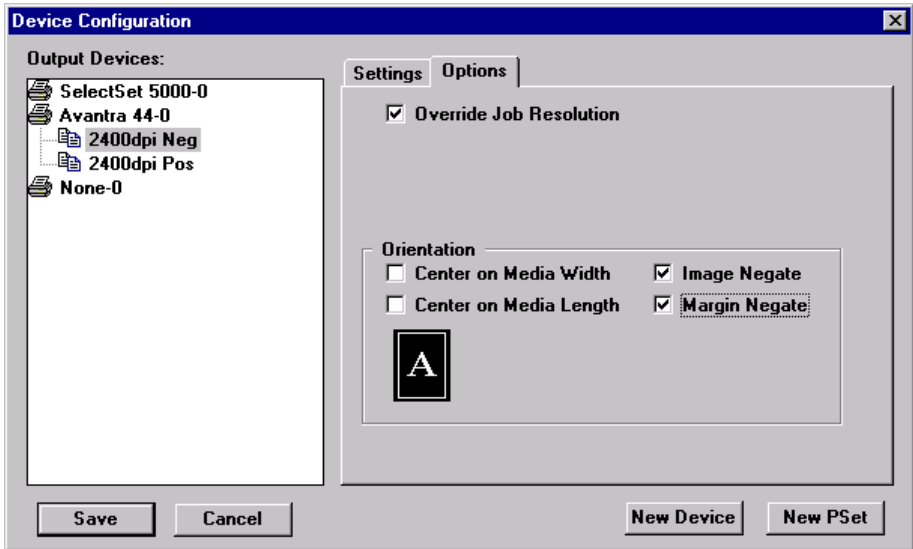 Device Configuration
Output Devices:
SelectSet 5000-0
Avantra 44-0
2400dpi Neg
2400dpi Pos
None-0
Settings
Options
Override Job Resolution
Orientation
Center on Media Width
Image Negate
Center on Media Length
Margin Negate
A
Save
Cancel
New Device
New PSet